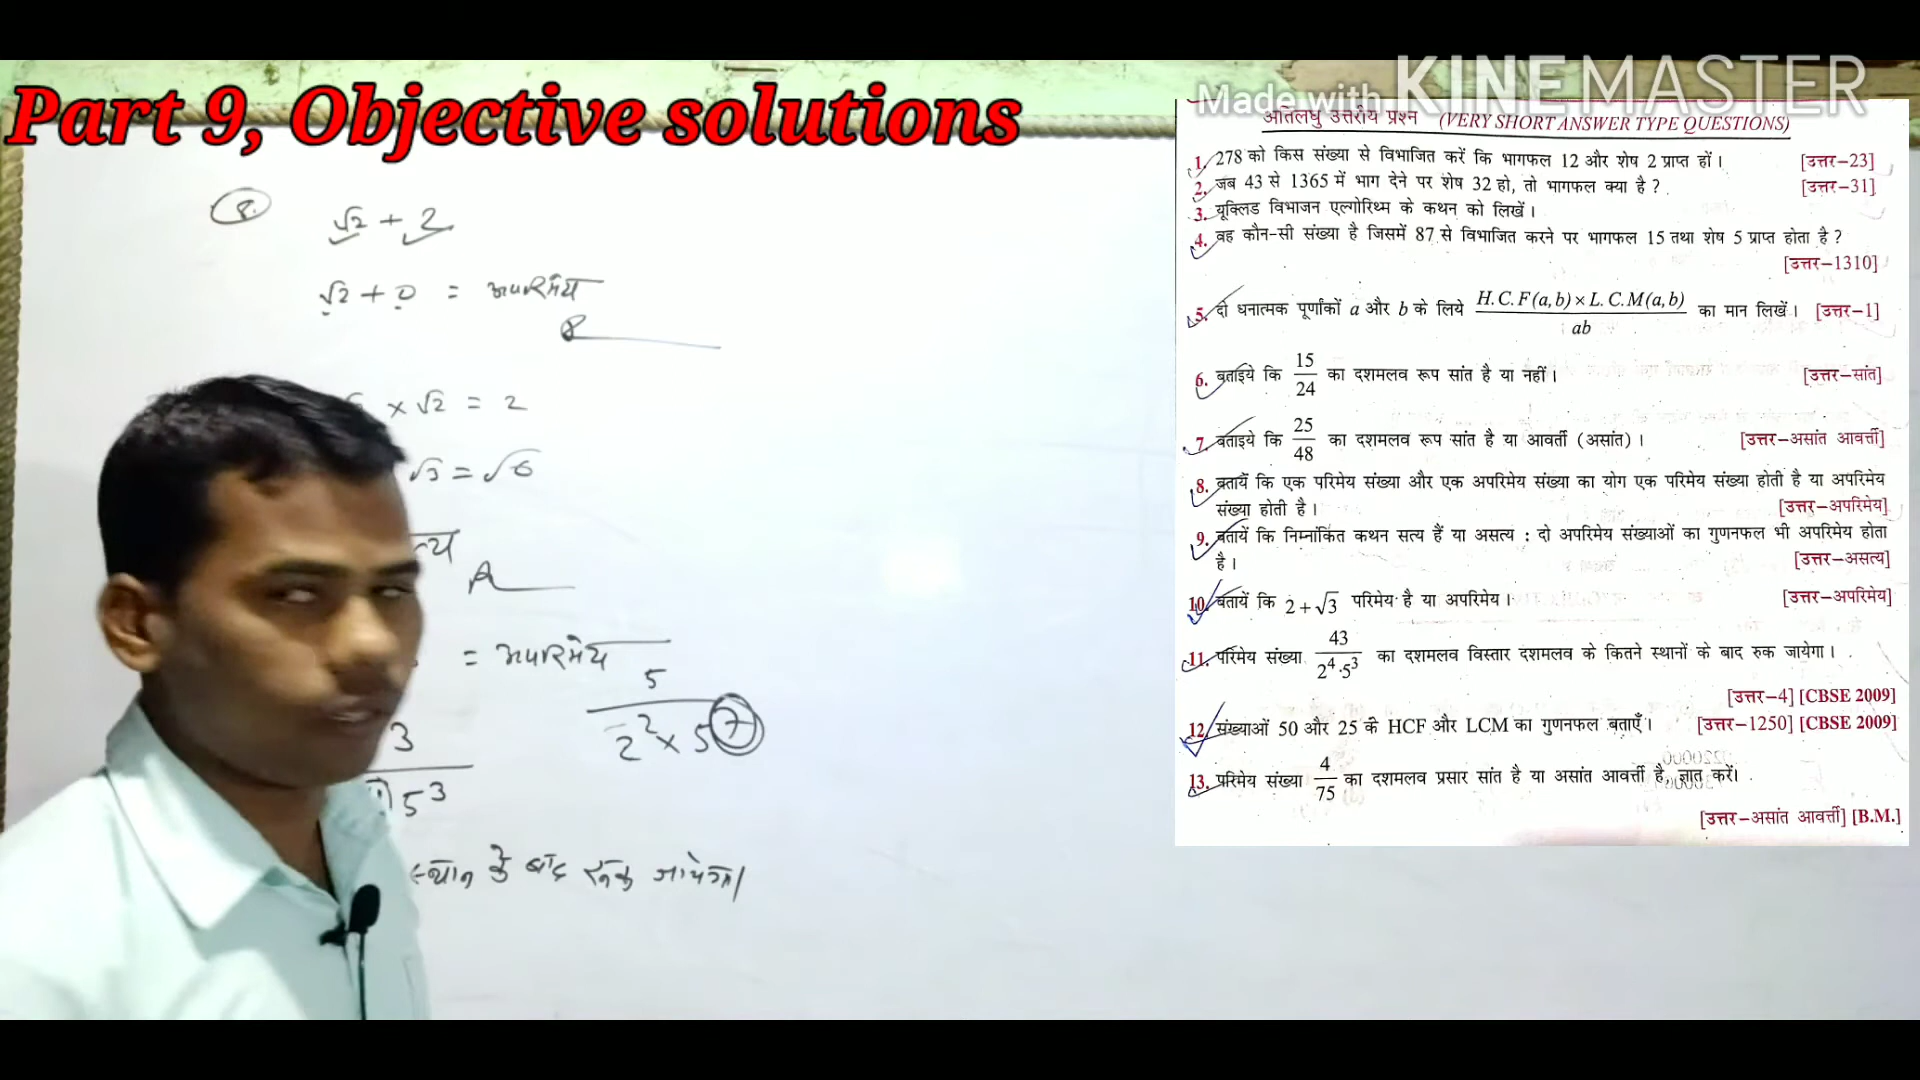 Part 9, Objective solutions
Made with KINEMASTER
8.
√2 + 2
√2 + 0 = अपरिमेय
× √2 = 2
√3 = √6
= अपरिमेय
5
2² × 5⁷
3
5³
स्थान के बाद रूक जायेगा।
अतिलघु उत्तरीय प्रश्न (VERY SHORT ANSWER TYPE QUESTIONS)
1. 278 को किस संख्या से विभाजित करें कि भागफल 12 और शेष 2 प्राप्त हों। [उत्तर–23]
2. जब 43 से 1365 में भाग देने पर शेष 32 हो, तो भागफल क्या है ? [उत्तर–31]
3. यूक्लिड विभाजन एल्गोरिथ्म के कथन को लिखें।
4. वह कौन-सी संख्या है जिसमें 87 से विभाजित करने पर भागफल 15 तथा शेष 5 प्राप्त होता है ?
[उत्तर–1310]
5. दो धनात्मक पूर्णांकों a और b के लिये H.C.F(a,b)×L.C.M(a,b)/ab का मान लिखें। [उत्तर–1]
6. बताइये कि 15/24 का दशमलव रूप सांत है या नहीं। [उत्तर–सांत]
7. बताइये कि 25/48 का दशमलव रूप सांत है या आवर्ती (असांत)। [उत्तर–असांत आवर्त्ती]
8. बतायें कि एक परिमेय संख्या और एक अपरिमेय संख्या का योग एक परिमेय संख्या होती है या अपरिमेय
संख्या होती है। [उत्तर–अपरिमेय]
9. बतायें कि निम्नांकित कथन सत्य हैं या असत्य : दो अपरिमेय संख्याओं का गुणनफल भी अपरिमेय होता
है। [उत्तर–असत्य]
10. बतायें कि 2+√3 परिमेय है या अपरिमेय। [उत्तर–अपरिमेय]
11. परिमेय संख्या 43/2⁴·5³ का दशमलव विस्तार दशमलव के कितने स्थानों के बाद रुक जायेगा।
[उत्तर–4] [CBSE 2009]
12. संख्याओं 50 और 25 के HCF और LCM का गुणनफल बताएँ। [उत्तर–1250] [CBSE 2009]
13. परिमेय संख्या 4/75 का दशमलव प्रसार सांत है या असांत आवर्त्ती है, ज्ञात करें।
[उत्तर–असांत आवर्त्ती] [B.M.]